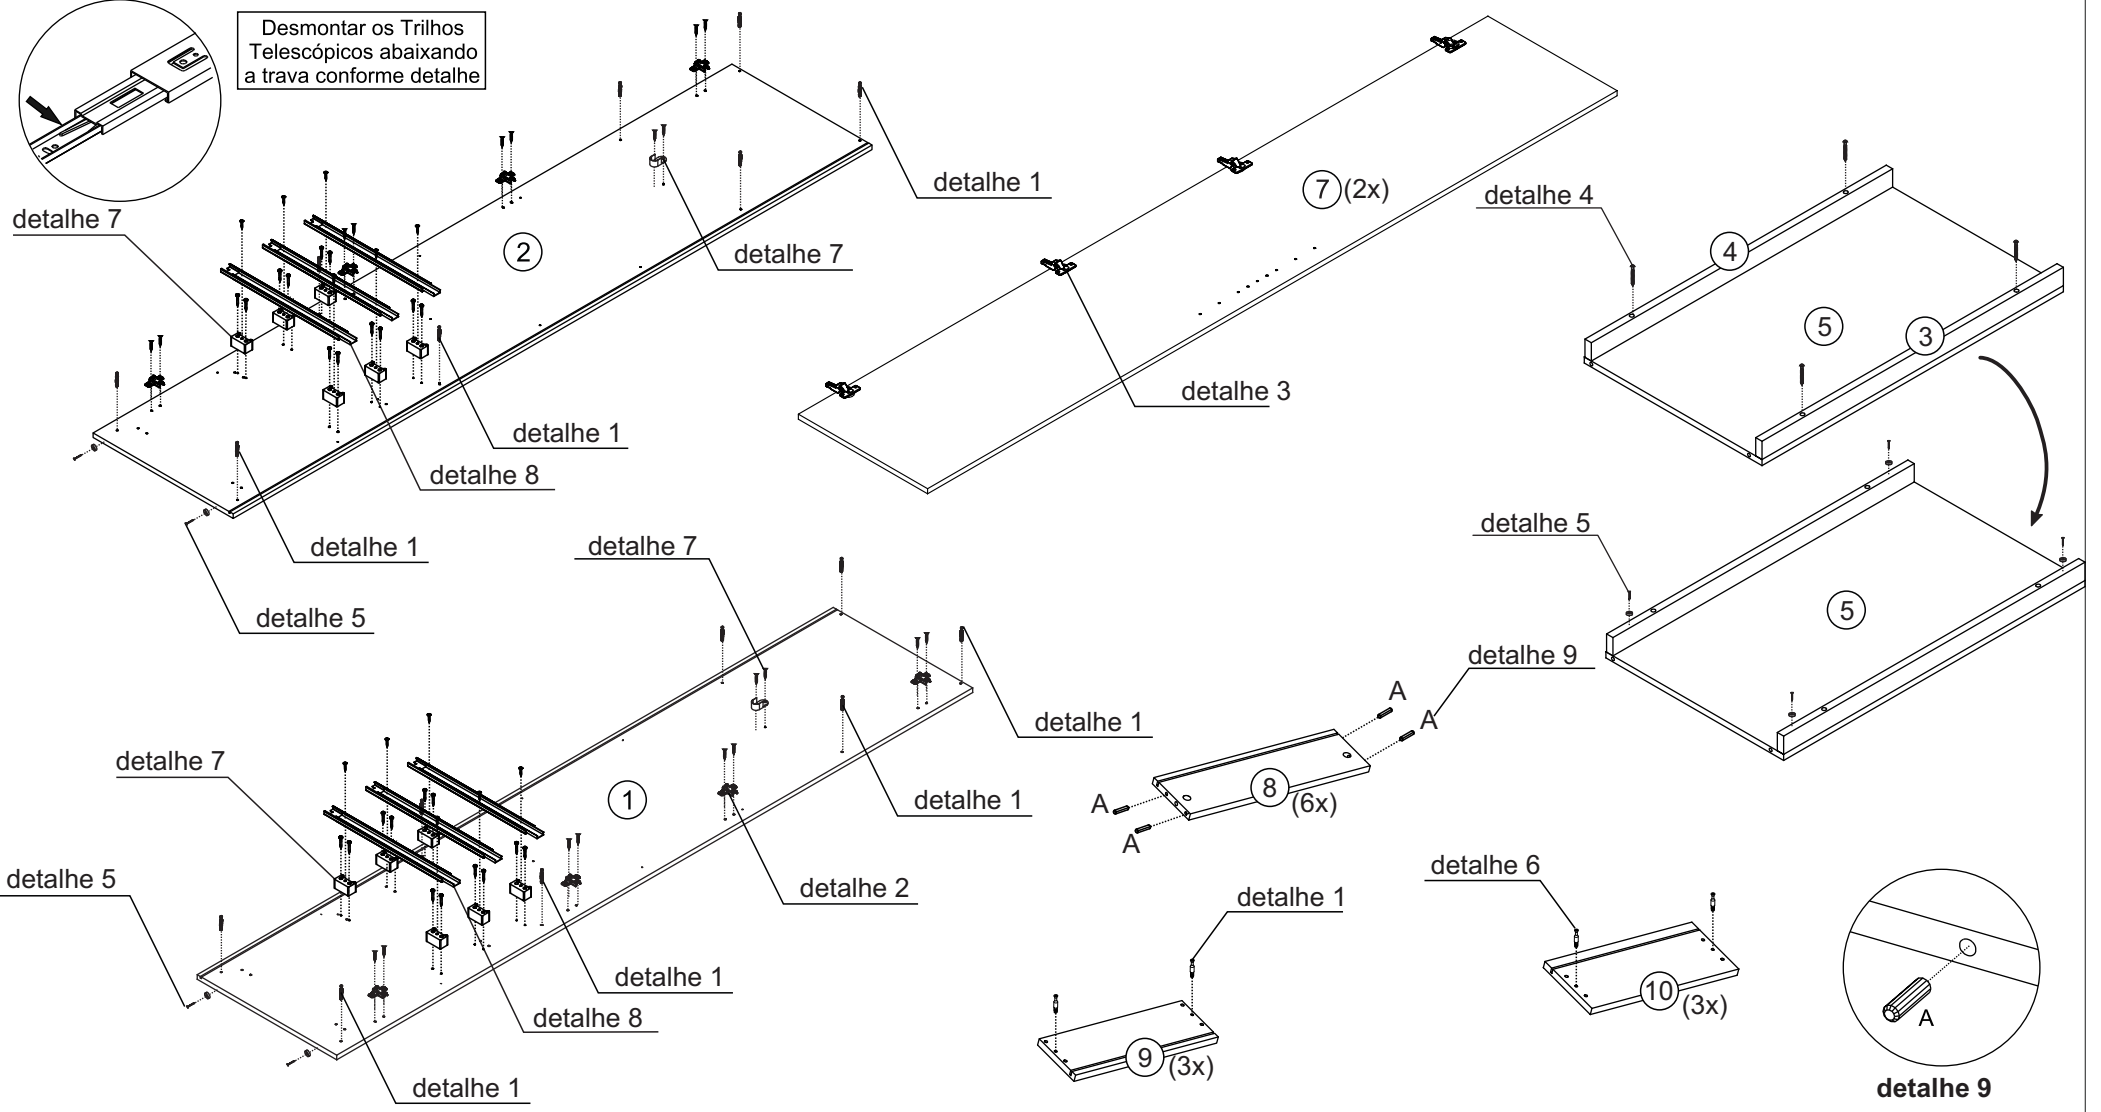 Desmontar os Trilhos
Telescópicos abaixando
a trava conforme detalhe
detalhe 7
2
detalhe 1
detalhe 7
detalhe 1
detalhe 8
detalhe 1
detalhe 5
7 (2x)
detalhe 3
detalhe 4
4
5
3
detalhe 5
5
detalhe 7
detalhe 1
detalhe 7
1
detalhe 1
detalhe 2
detalhe 5
detalhe 1
detalhe 8
detalhe 1
detalhe 9
A
A
A
A
8 (6x)
detalhe 1
9 (3x)
detalhe 6
10 (3x)
A
detalhe 9